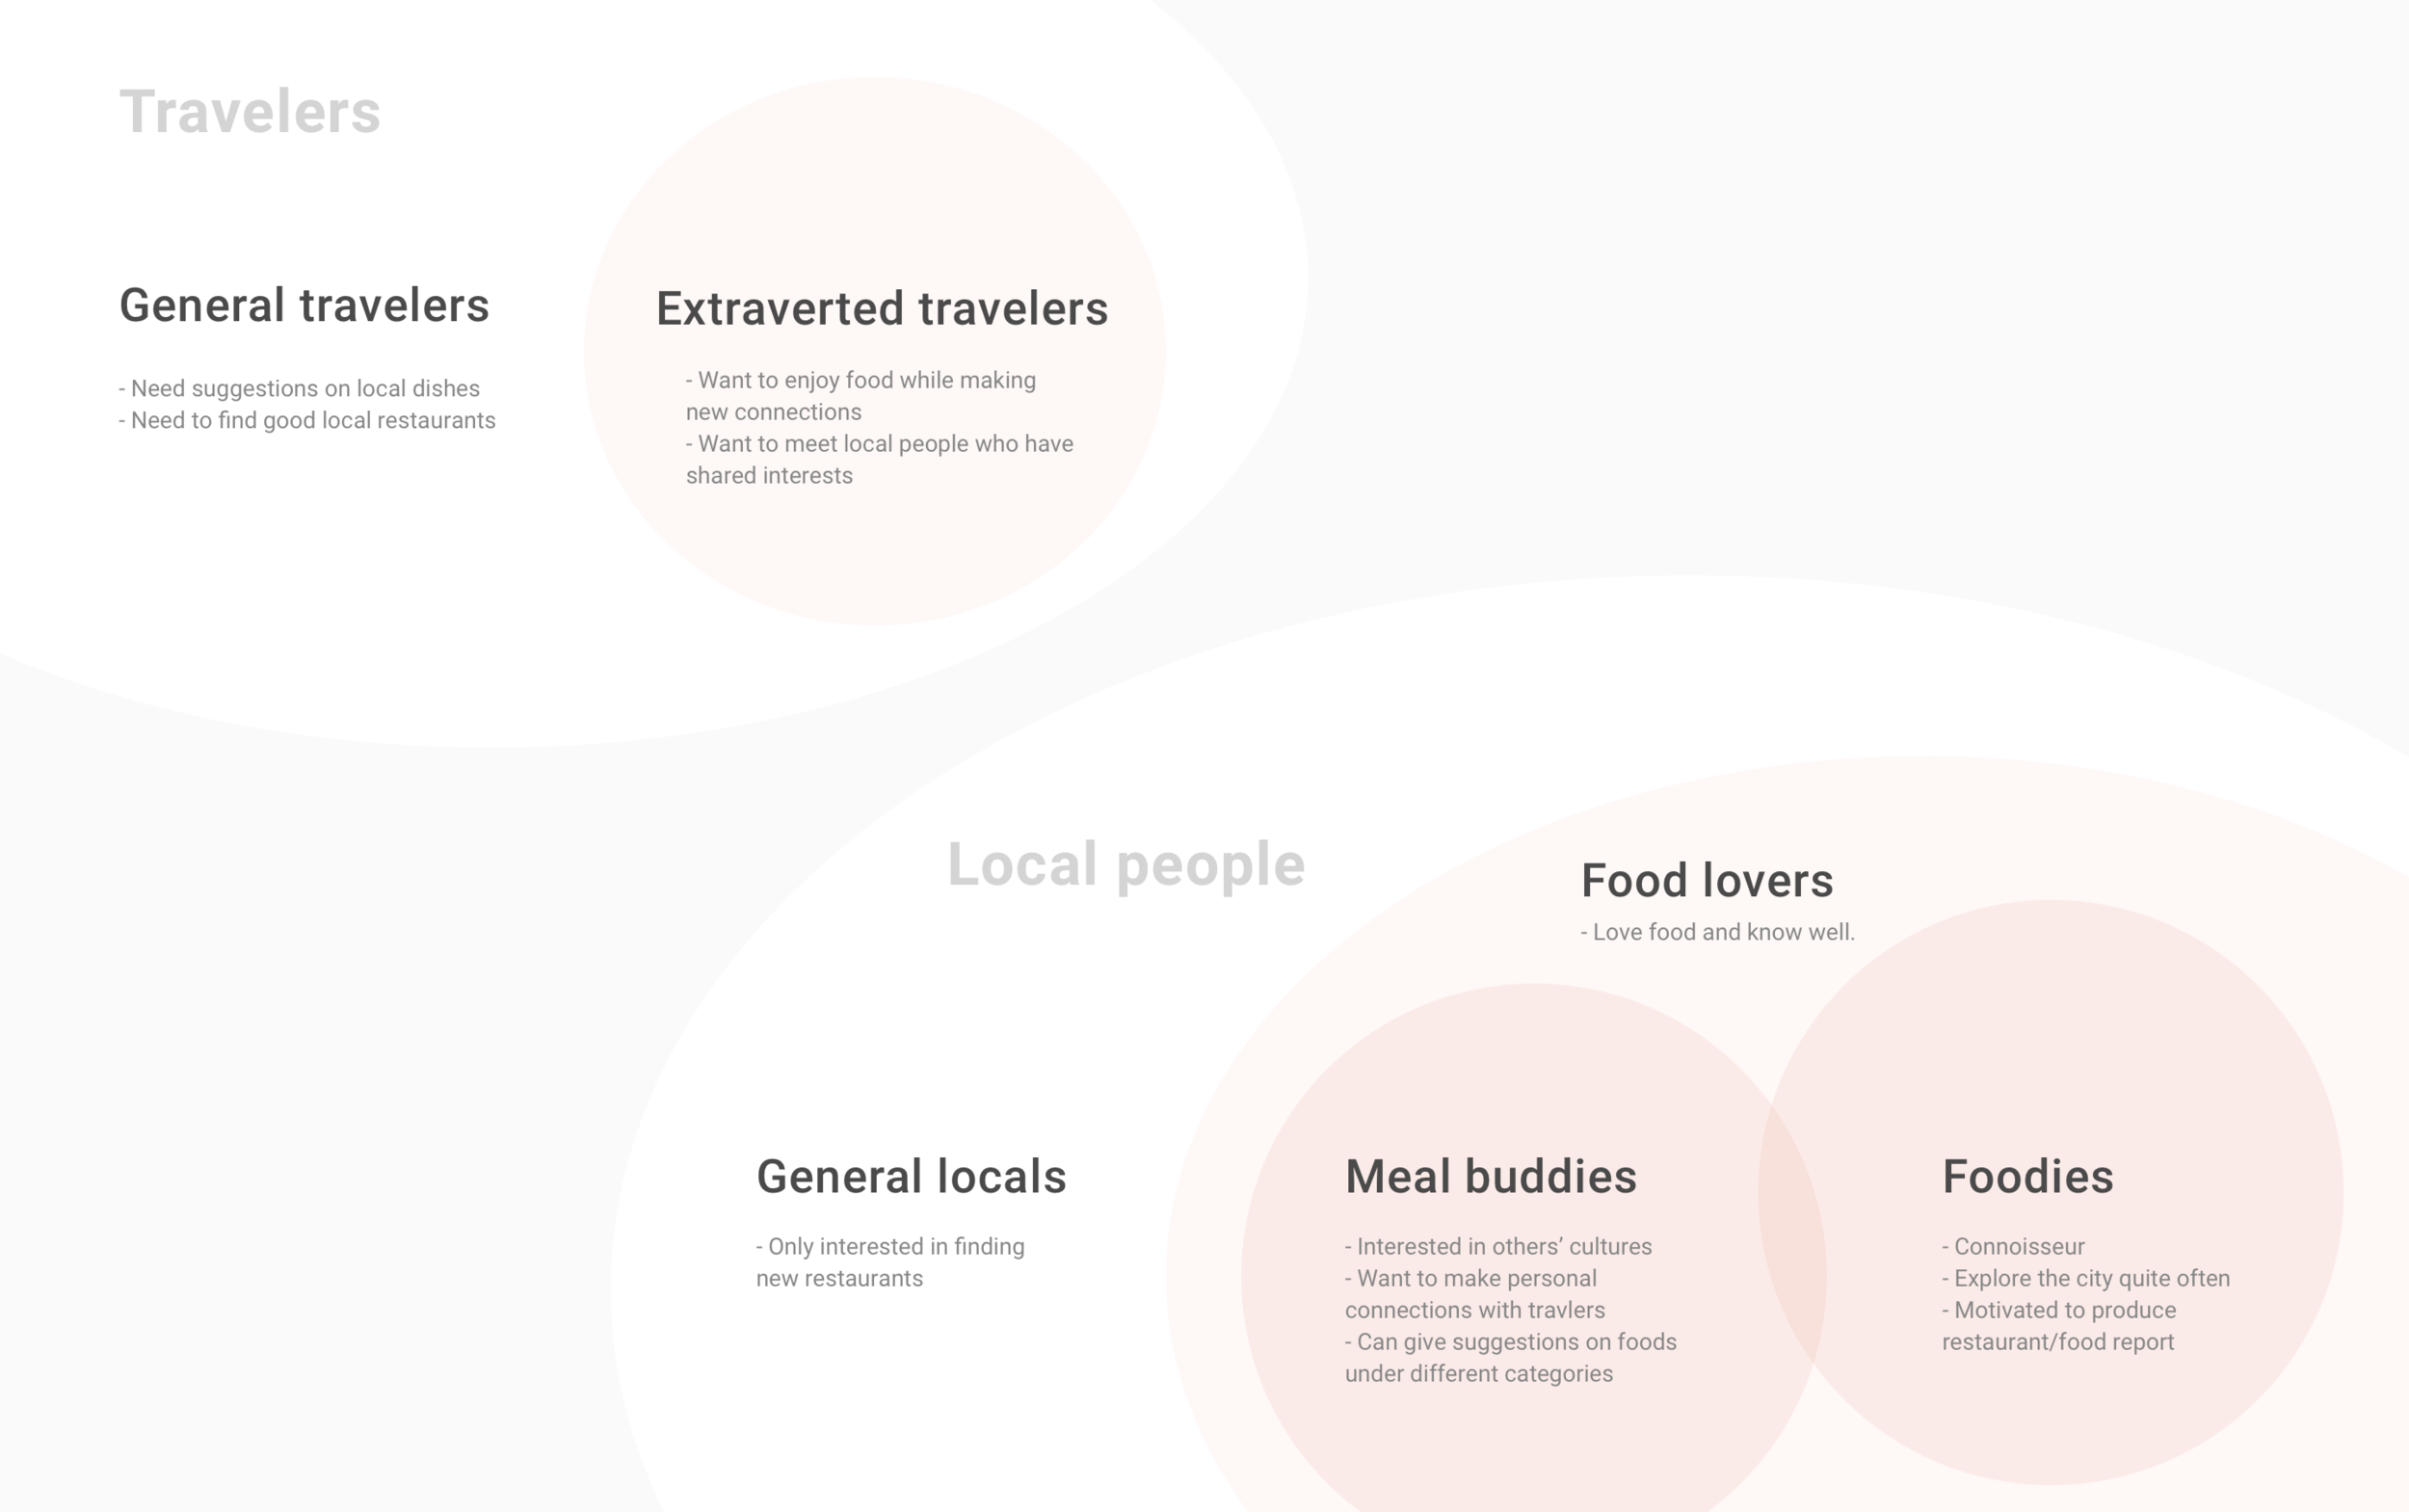 Travelers
General travelers
- Need suggestions on local dishes
- Need to find good local restaurants
Extraverted travelers
- Want to enjoy food while making
new connections
- Want to meet local people who have
shared interests
Local people
Food lovers
- Love food and know well.
General locals
- Only interested in finding
new restaurants
Meal buddies
- Interested in others’ cultures
- Want to make personal
connections with travlers
- Can give suggestions on foods
under different categories
Foodies
- Connoisseur
- Explore the city quite often
- Motivated to produce
restaurant/food report